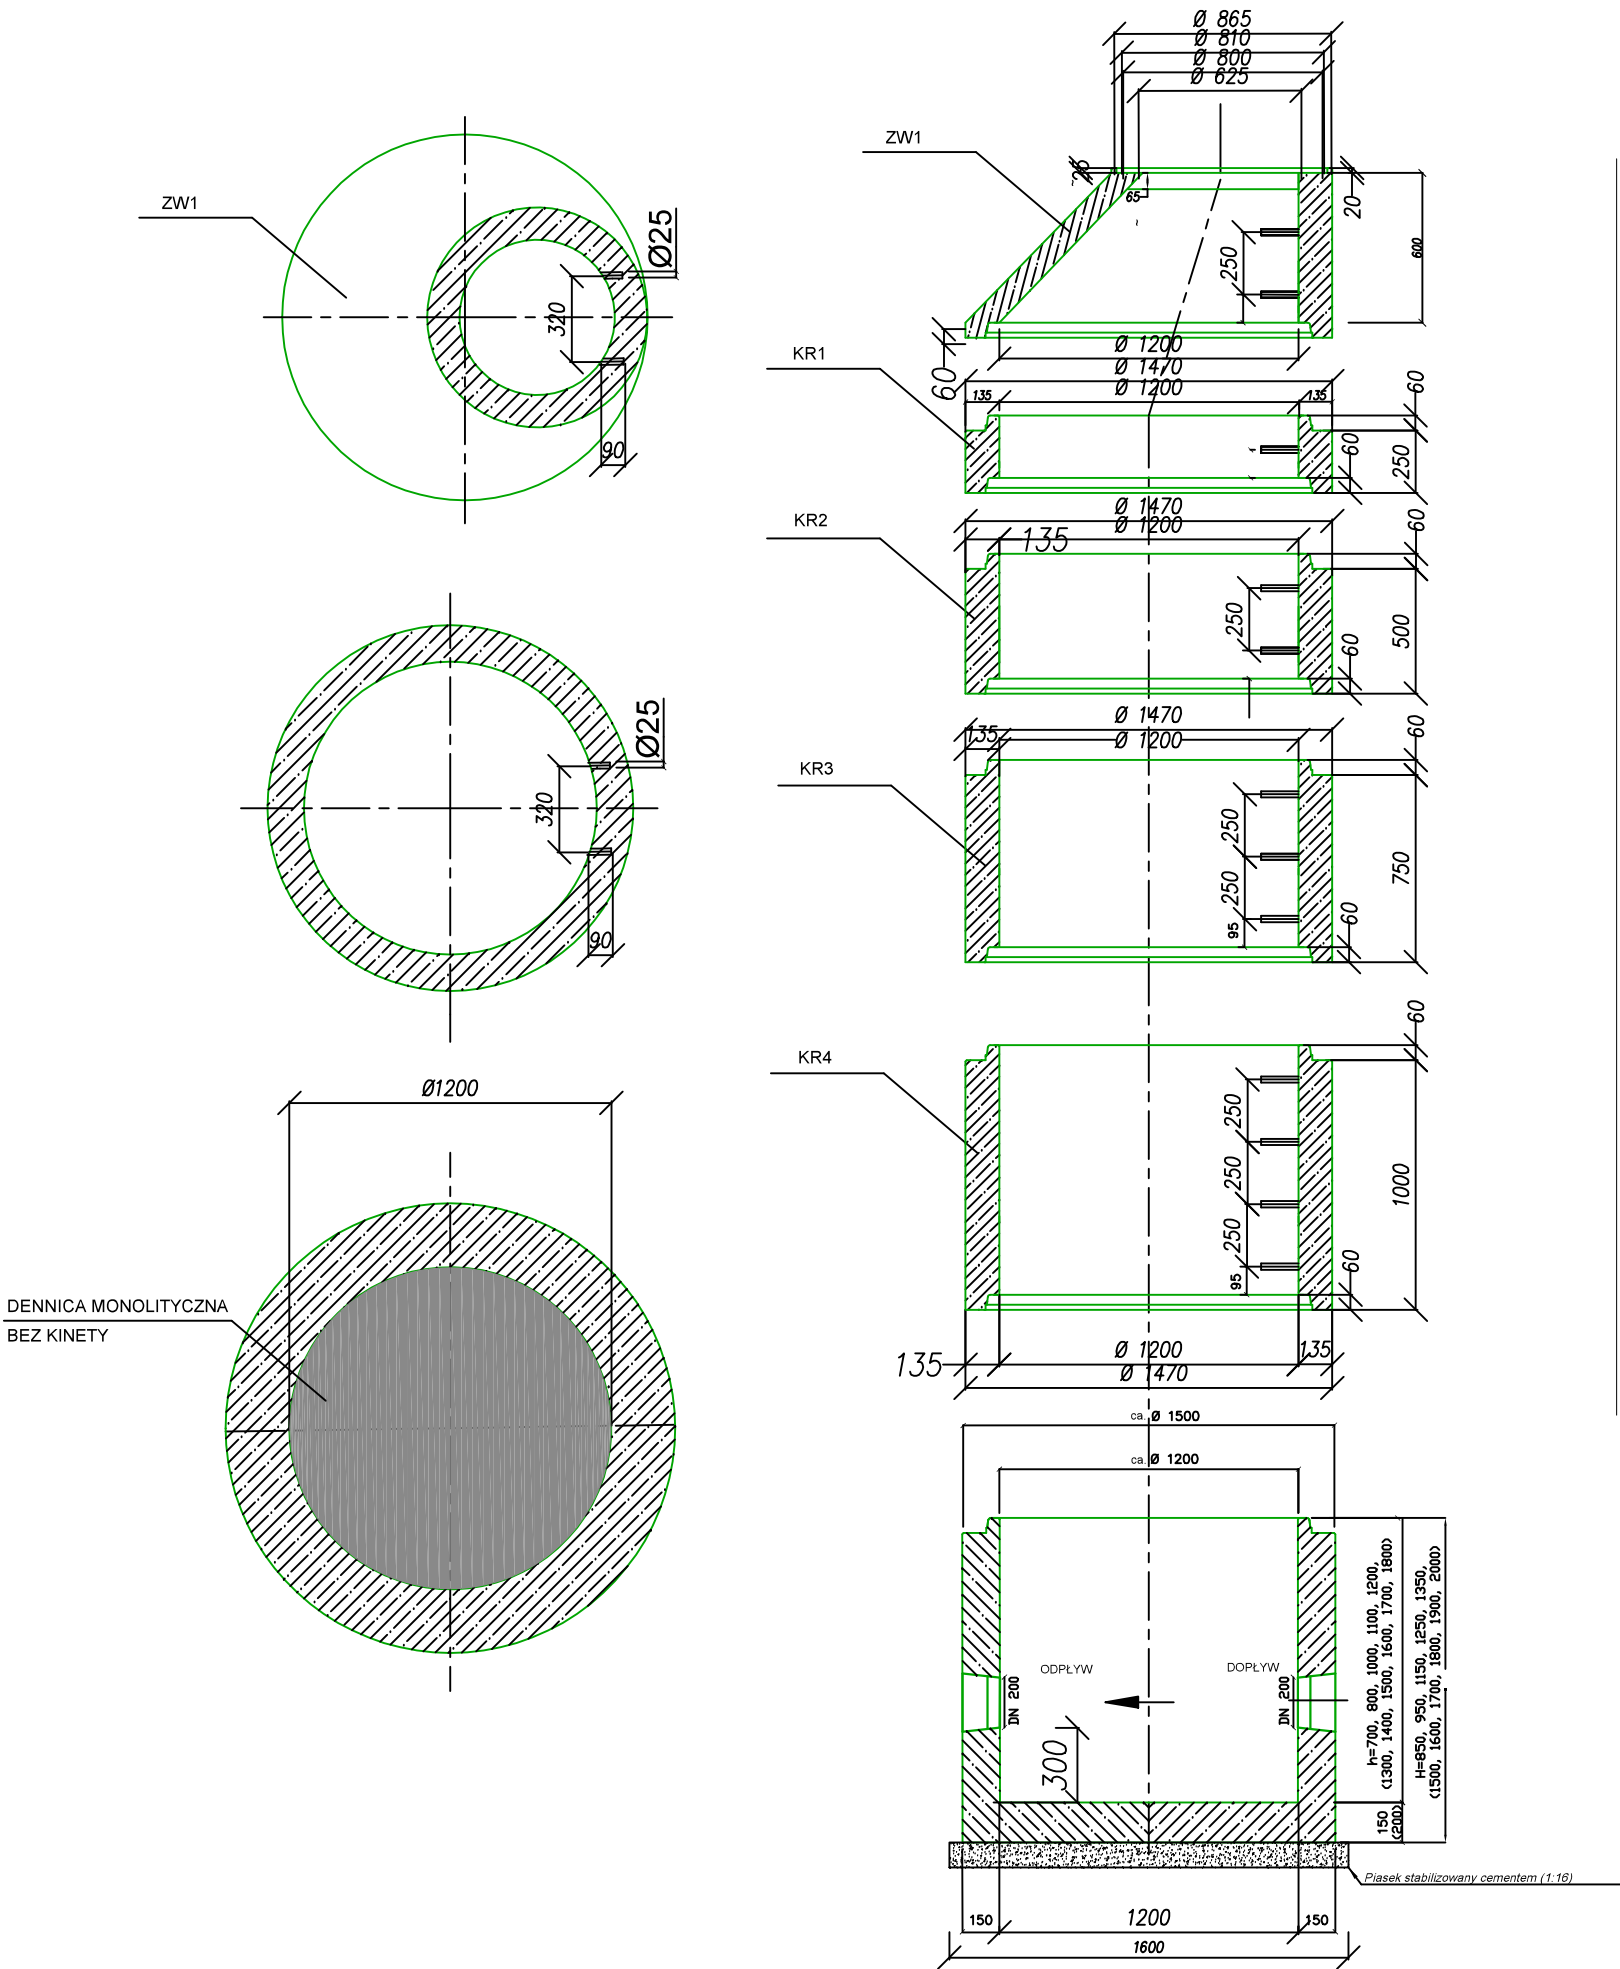 ZW1
Ø25
320
90
Ø25
320
90
Ø1200
DENNICA MONOLITYCZNA
BEZ KINETY
Ø 865
Ø 810
Ø 800
Ø 625
ZW1
65
20
250
600
60
Ø 1200
KR1
Ø 1470
Ø 1200
135
135
60
60
250
KR2
Ø 1470
Ø 1200
135
60
250
60
500
Ø 1470
135
Ø 1200
60
KR3
250
250
95
60
750
60
KR4
250
250
250
95
60
1000
135
Ø 1200
135
Ø 1470
ca. Ø 1500
ca. Ø 1200
ODPŁYW
DOPŁYW
DN 200
DN 200
300
h=700, 800, 1000, 1100, 1200,
(1300, 1400, 1500, 1600, 1700, 1800)
H=850, 950, 1150, 1250, 1350,
(1500, 1600, 1700, 1800, 1900, 2000)
150
(200)
Piasek stabilizowany cementem (1:16)
150
1200
150
1600